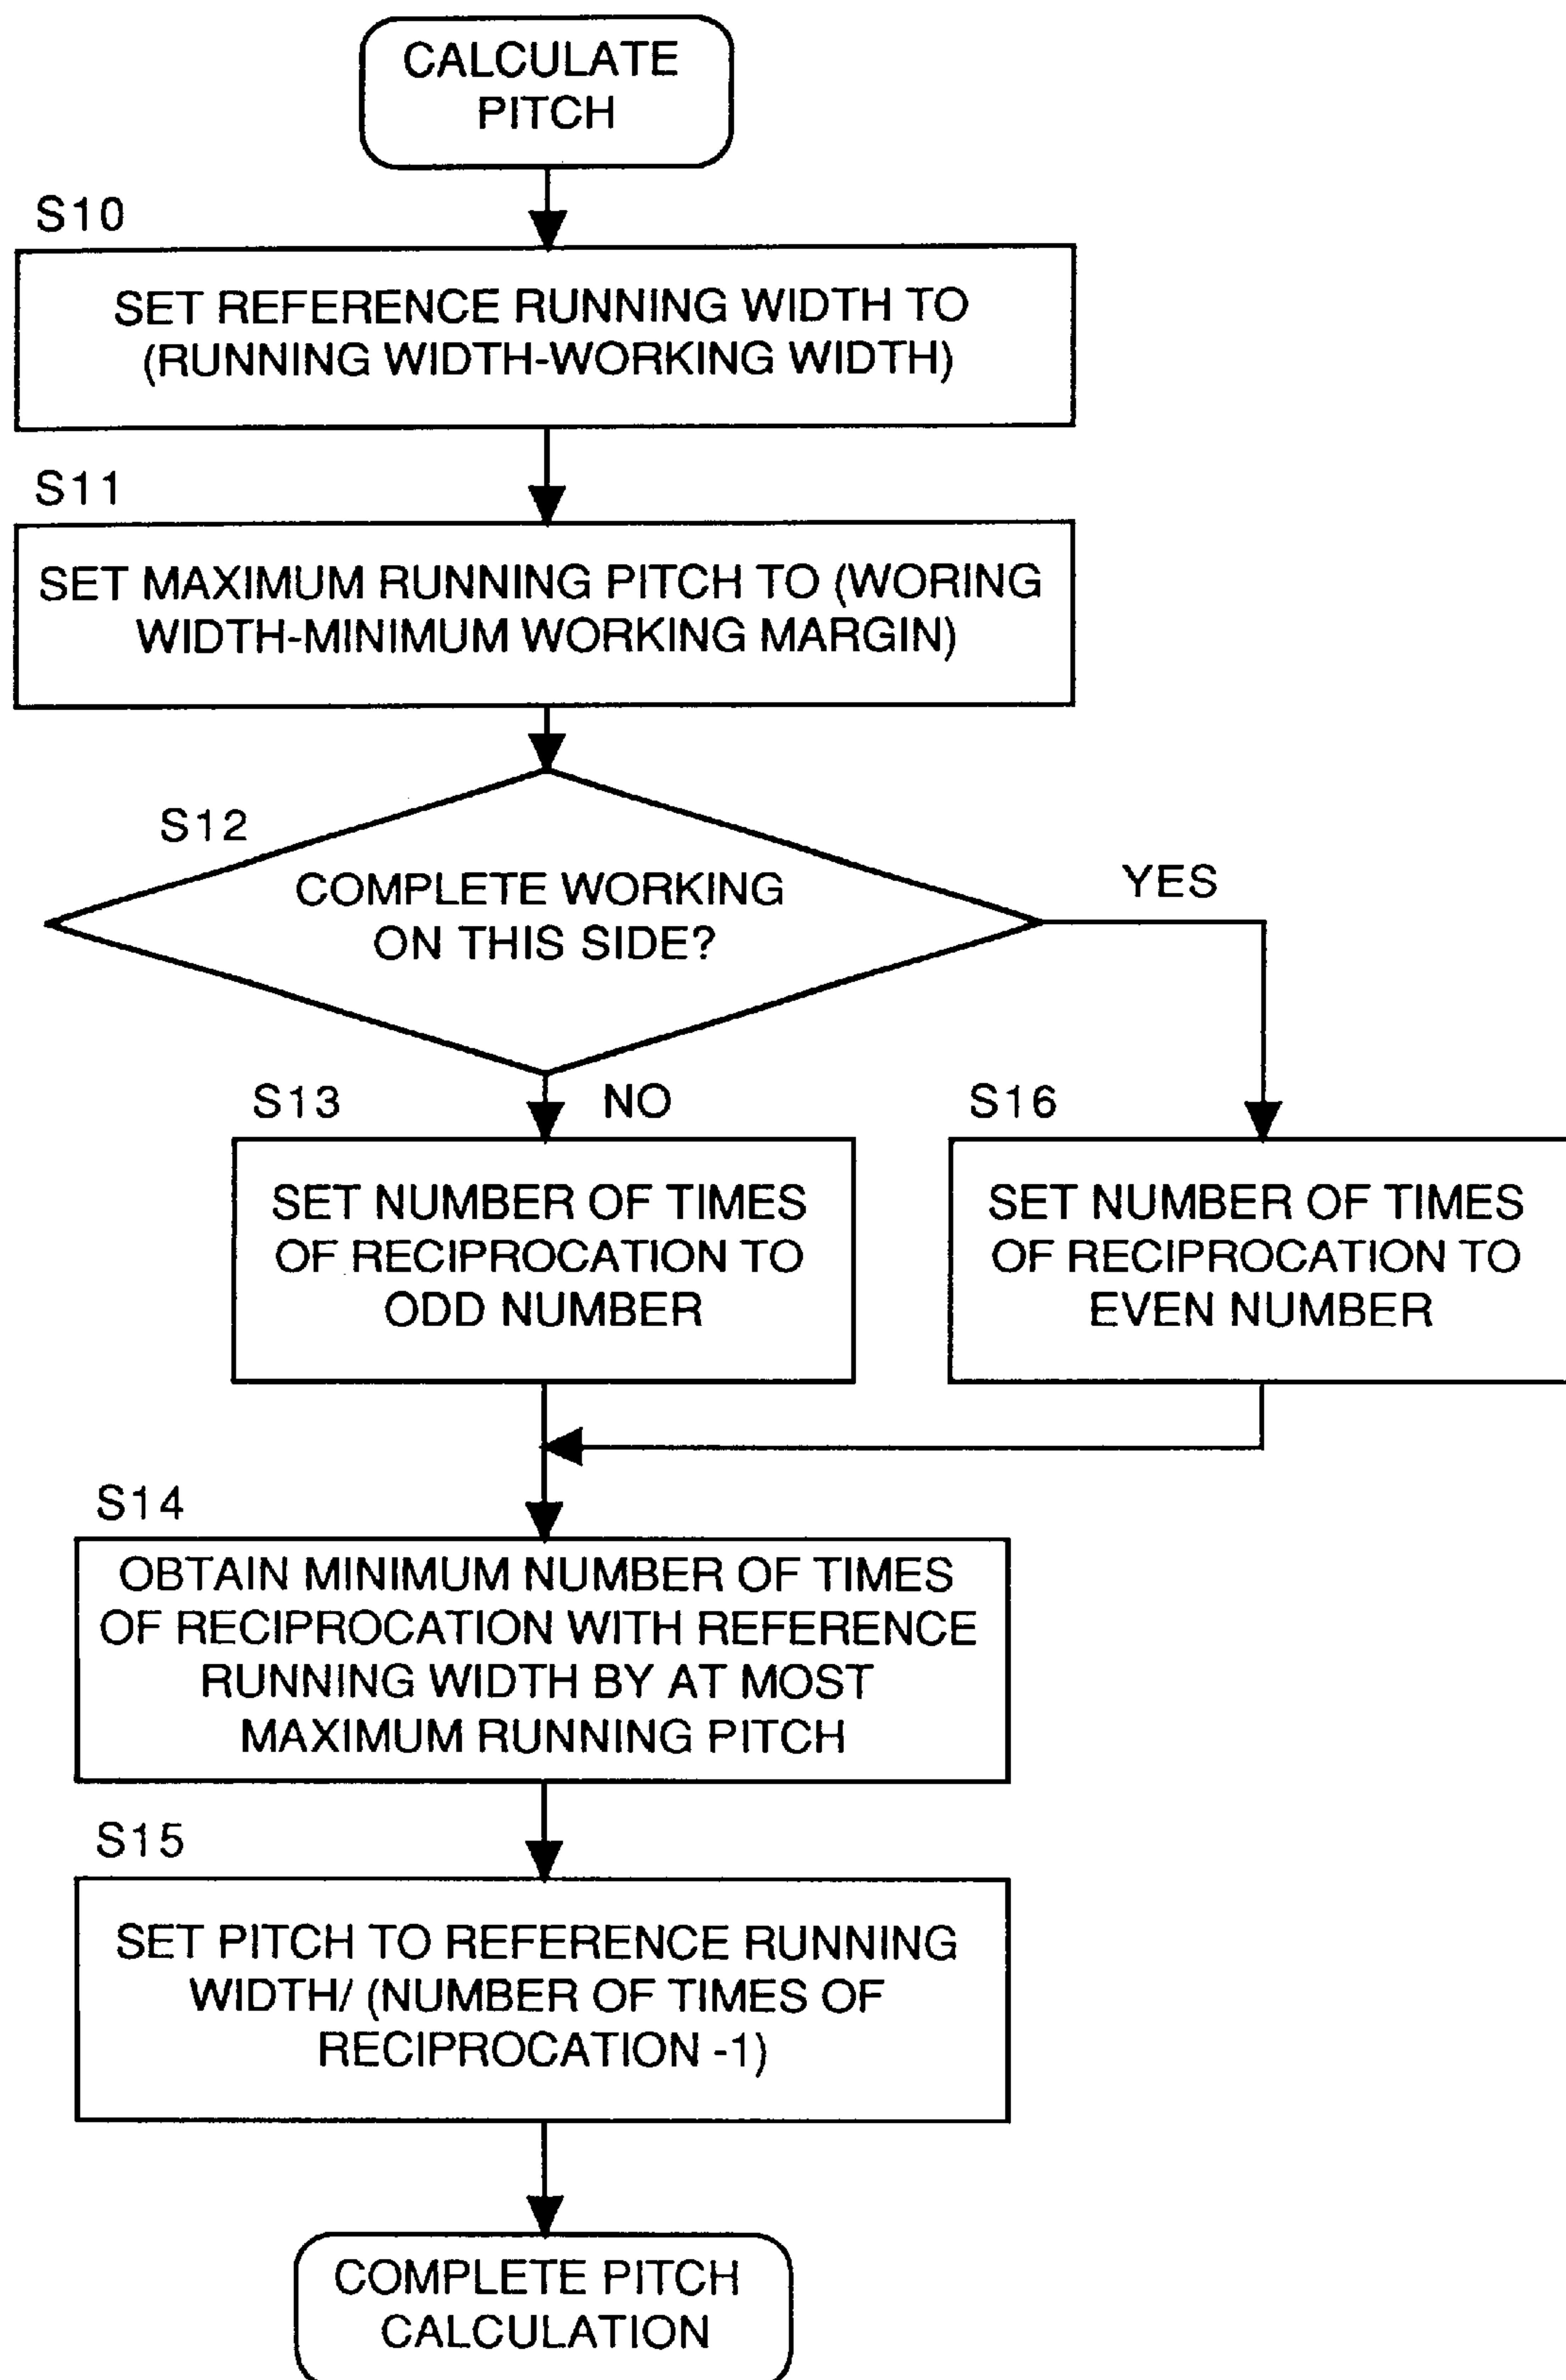 CALCULATE
PITCH
S10
SET REFERENCE RUNNING WIDTH TO
(RUNNING WIDTH-WORKING WIDTH)
S11
SET MAXIMUM RUNNING PITCH TO (WORING
WIDTH-MINIMUM WORKING MARGIN)
S12
COMPLETE WORKING
ON THIS SIDE?
YES
S13
NO
SET NUMBER OF TIMES
OF RECIPROCATION TO
ODD NUMBER
S16
SET NUMBER OF TIMES
OF RECIPROCATION TO
EVEN NUMBER
S14
OBTAIN MINIMUM NUMBER OF TIMES
OF RECIPROCATION WITH REFERENCE
RUNNING WIDTH BY AT MOST
MAXIMUM RUNNING PITCH
S15
SET PITCH TO REFERENCE RUNNING
WIDTH/ (NUMBER OF TIMES OF
RECIPROCATION -1)
COMPLETE PITCH
CALCULATION